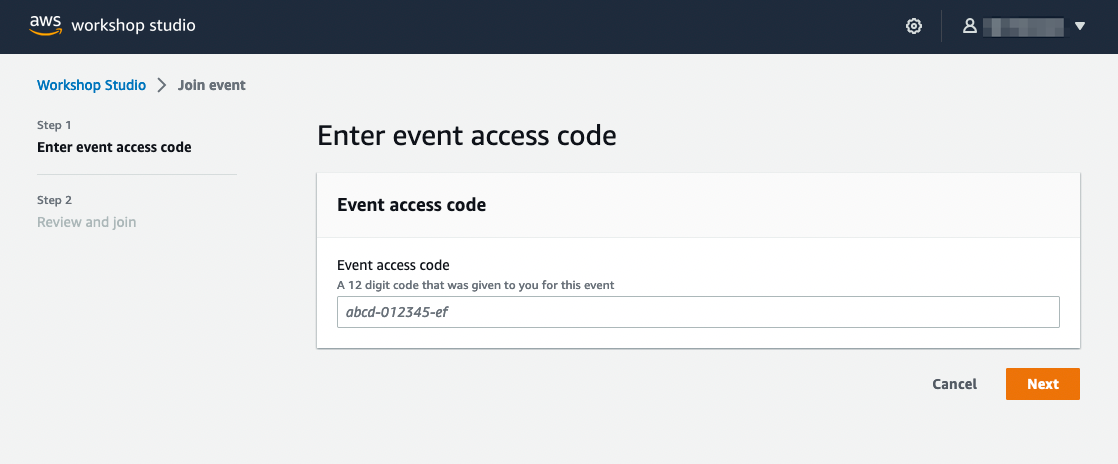 aws workshop studio
Workshop Studio > Join event
Step 1
Enter event access code
Step 2
Review and join
Enter event access code
Event access code
Event access code
A 12 digit code that was given to you for this event
abcd-012345-ef
Cancel Next